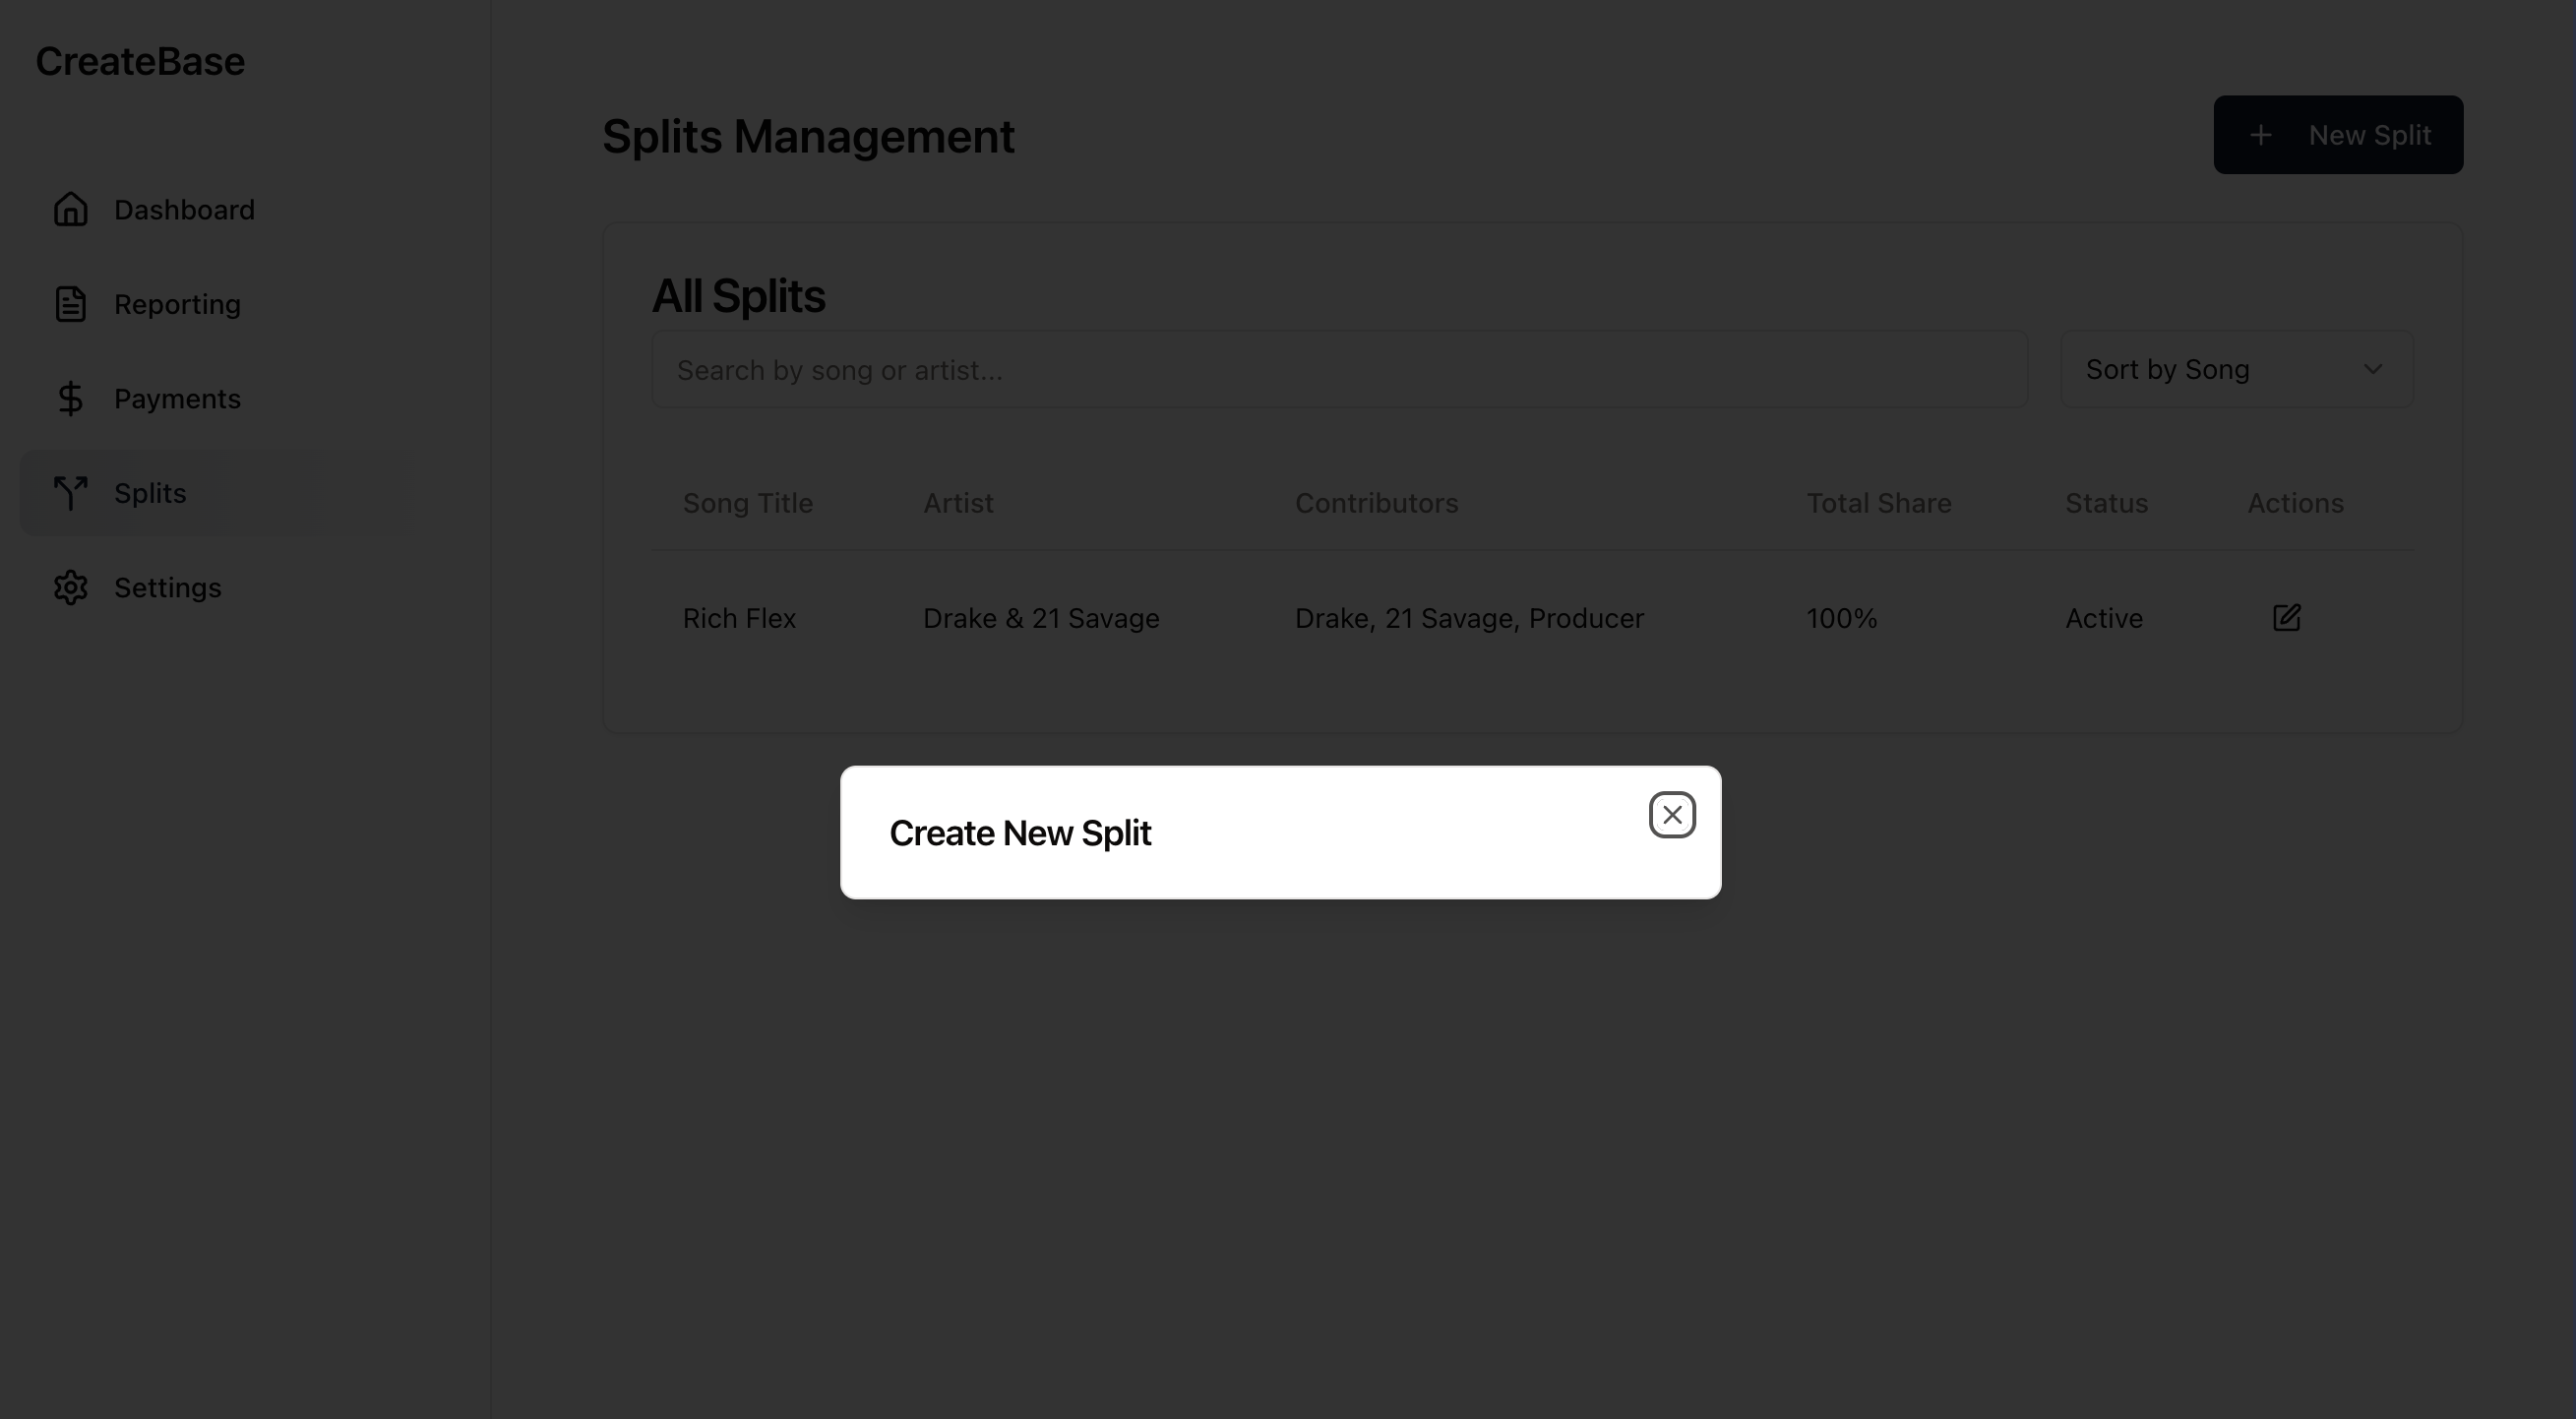 CreateBase
Dashboard
Reporting
Payments
Splits
Settings
Splits Management
New Split
All Splits
Search by song or artist...
Sort by Song
Song Title Artist Contributors Total Share Status Actions
Rich Flex Drake & 21 Savage Drake, 21 Savage, Producer 100% Active
Create New Split